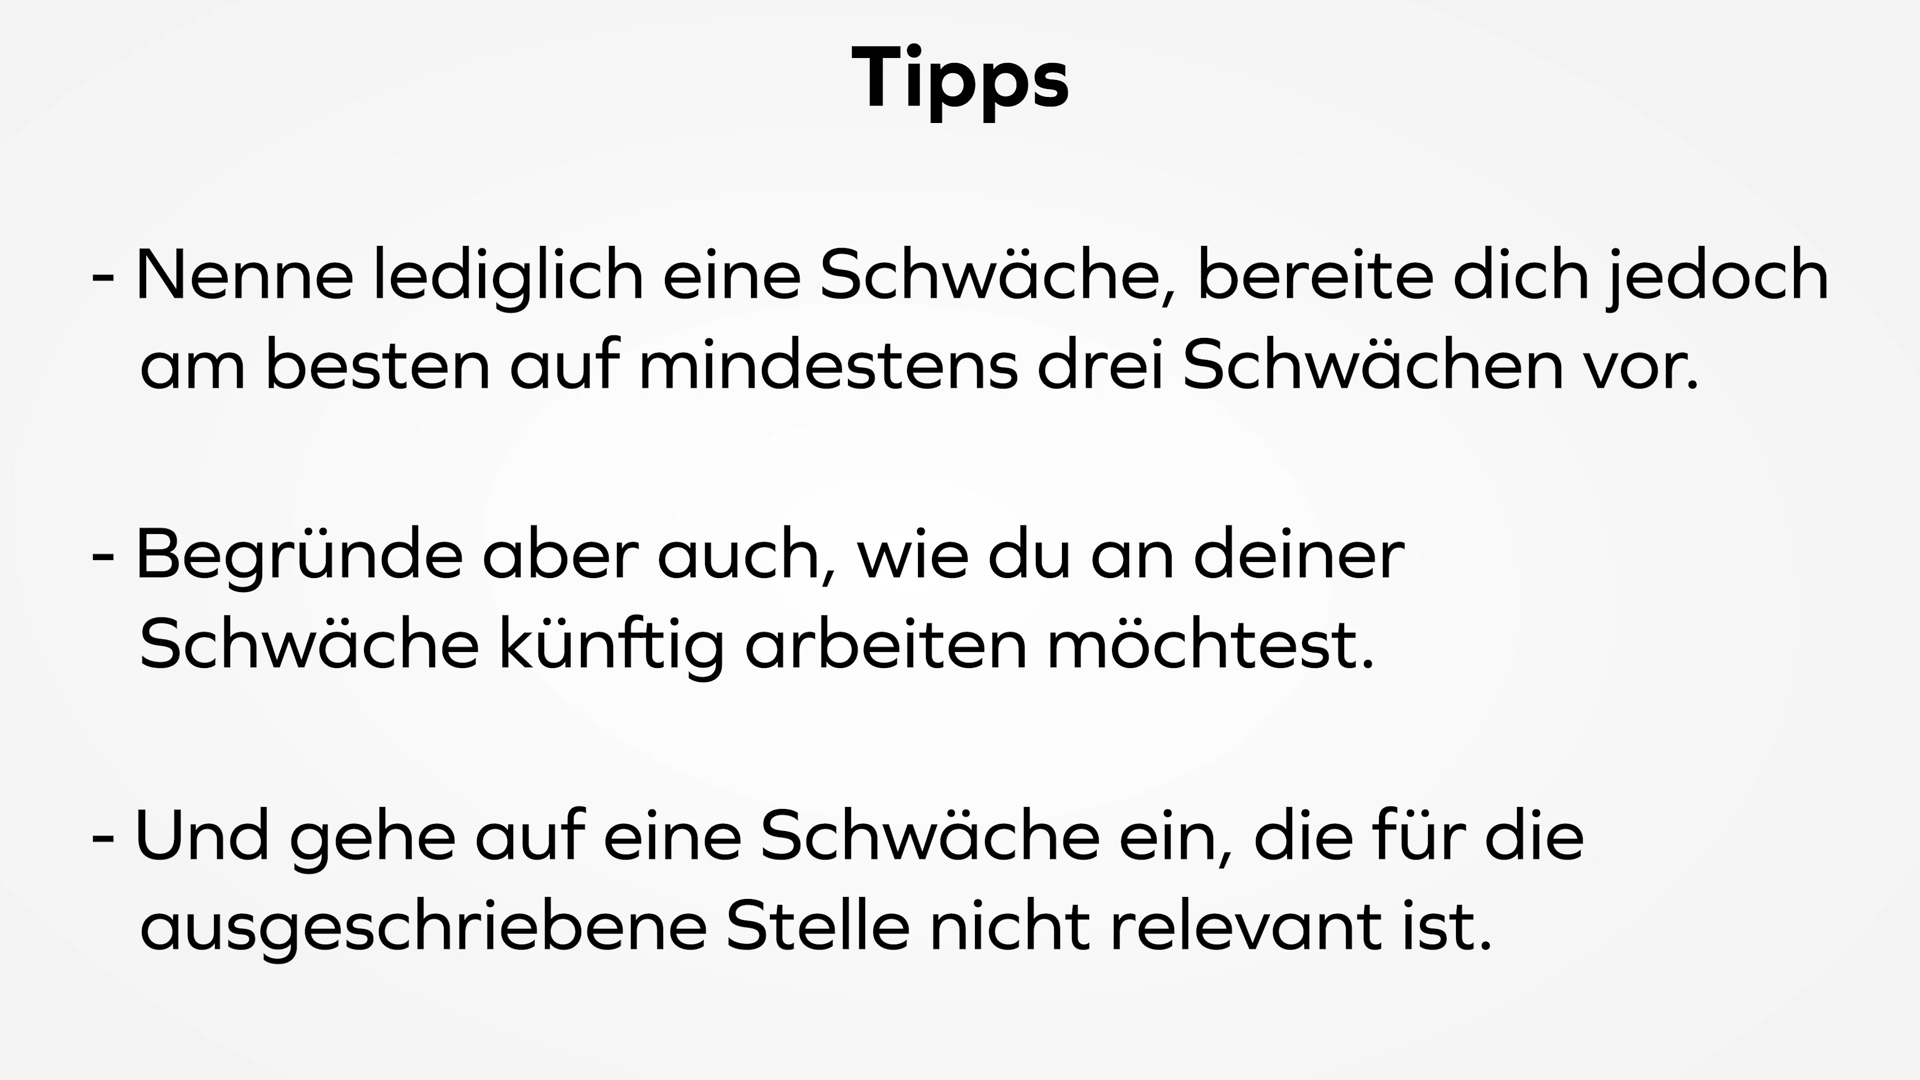 Tipps
- Nenne lediglich eine Schwäche, bereite dich jedoch
am besten auf mindestens drei Schwächen vor.
- Begründe aber auch, wie du an deiner
Schwäche künftig arbeiten möchtest.
- Und gehe auf eine Schwäche ein, die für die
ausgeschriebene Stelle nicht relevant ist.